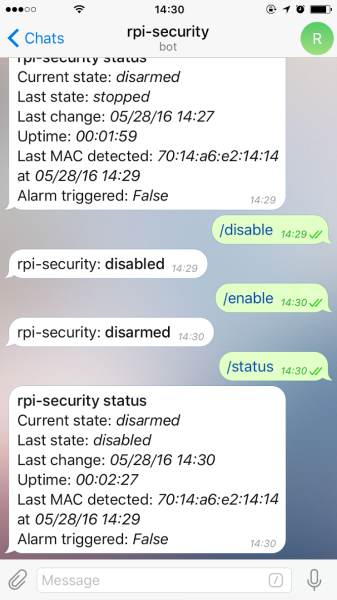 14:30
Chats
rpi-security
bot
R
rpi-security status
Current state: disarmed
Last state: stopped
Last change: 05/28/16 14:27
Uptime: 00:01:59
Last MAC detected: 70:14:a6:e2:14:14
at 05/28/16 14:29
Alarm triggered: False
14:29
/disable 14:29
rpi-security: disabled 14:29
/enable 14:30
rpi-security: disarmed 14:30
/status 14:30
rpi-security status
Current state: disarmed
Last state: disabled
Last change: 05/28/16 14:30
Uptime: 00:02:27
Last MAC detected: 70:14:a6:e2:14:14
at 05/28/16 14:29
Alarm triggered: False
14:30
Message
/